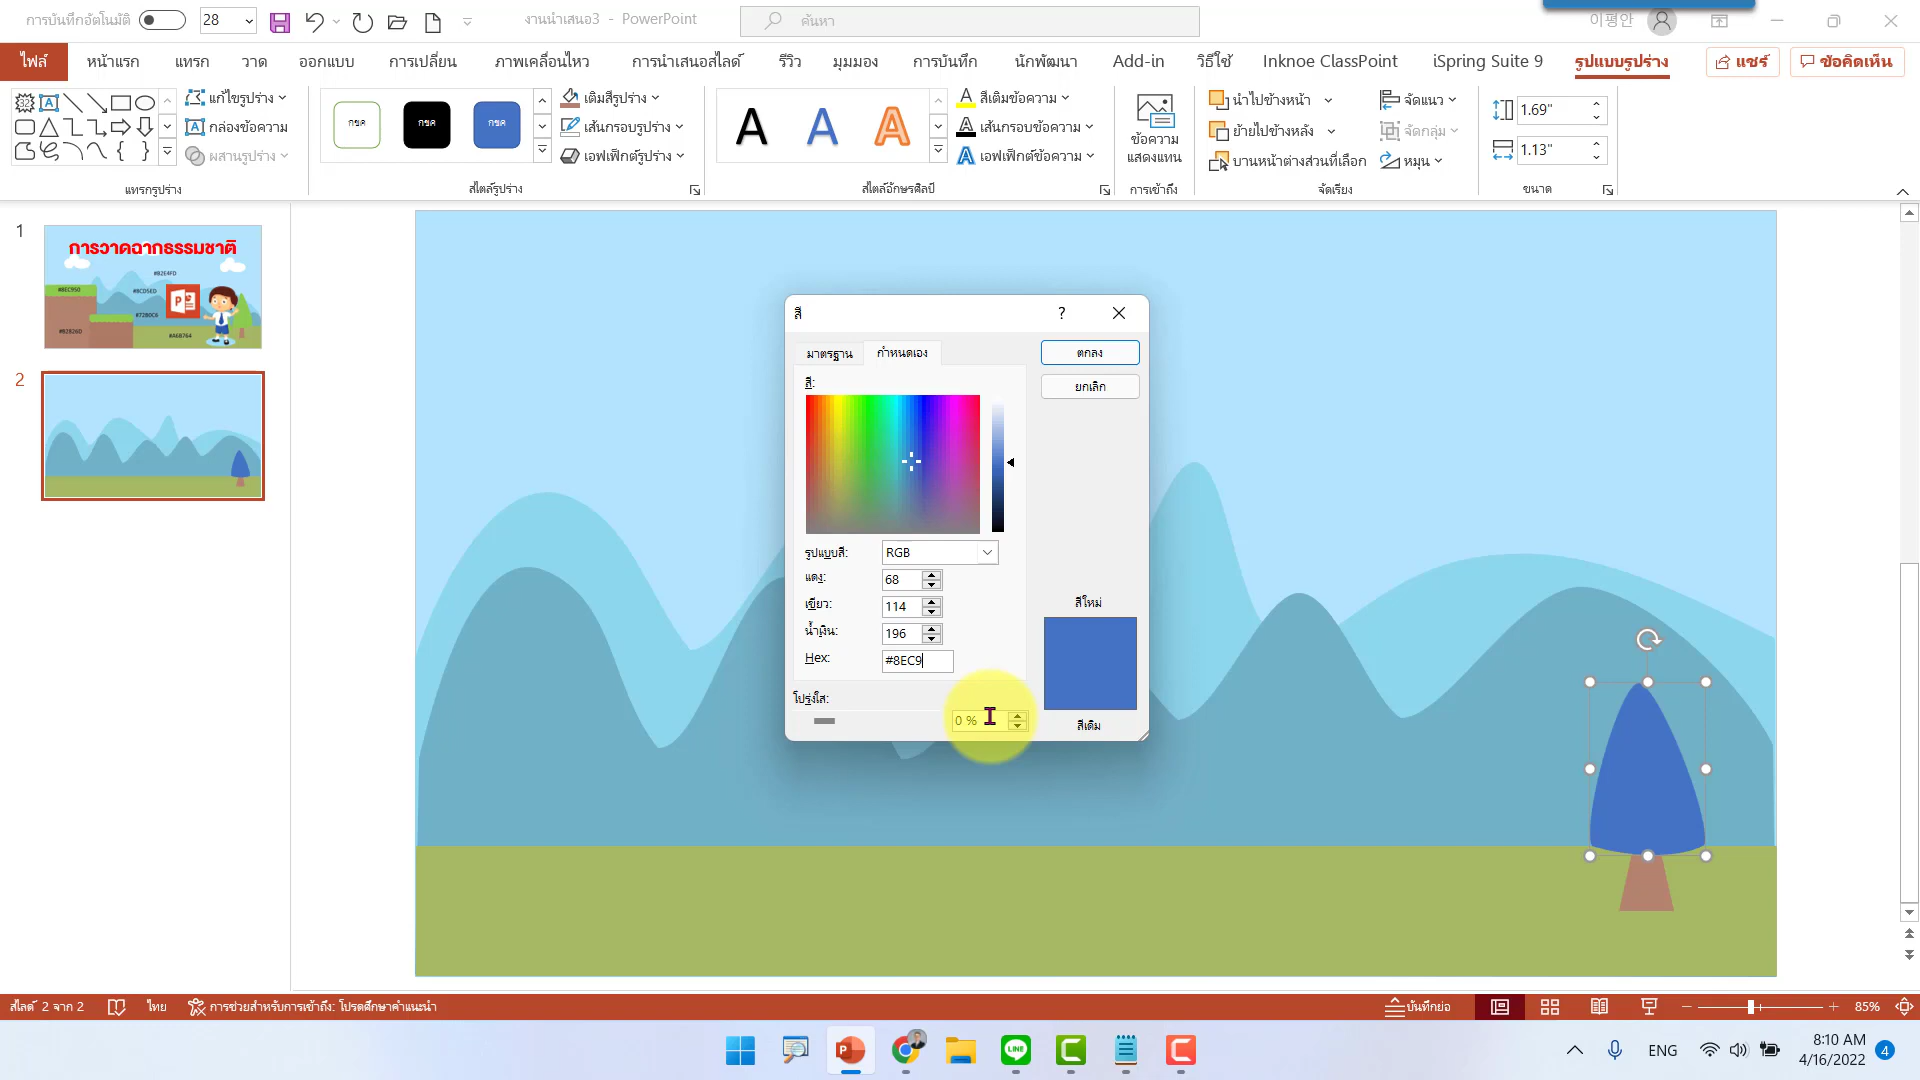 การบันทึกอัตโนมัติ
28
งานนำเสนอ3 - PowerPoint
ค้นหา
이평안
ไฟล์ หน้าแรก แทรก วาด ออกแบบ การเปลี่ยน ภาพเคลื่อนไหว การนำเสนอสไลด์ รีวิว มุมมอง การบันทึก นักพัฒนา Add-in วิธีใช้ Inknoe ClassPoint iSpring Suite 9 รูปแบบรูปร่าง แชร์ ข้อคิดเห็น
แก้ไขรูปร่าง
กล่องข้อความ
ผสานรูปร่าง
แทรกรูปร่าง
กขค กขค กขค
เติมสีรูปร่าง
เส้นกรอบรูปร่าง
เอฟเฟ็กต์รูปร่าง
สไตล์รูปร่าง
A A A
สีเติมข้อความ
เส้นกรอบข้อความ
เอฟเฟ็กต์ข้อความ
สไตล์อักษรศิลป์
ข้อความ
แสดงแทน
การเข้าถึง
นำไปข้างหน้า
ย้ายไปข้างหลัง
บานหน้าต่างส่วนที่เลือก
จัดแนว
จัดกลุ่ม
หมุน
จัดเรียง
1.69"
1.13"
ขนาด
1
การวาดฉากธรรมชาติ
#B2E4FD
#8EC950
#8CD5ED
#72B0C6
#B2826D
#A6B764
2
สี
?
มาตรฐาน กำหนดเอง
ตกลง
ยกเลิก
สี:
รูปแบบสี: RGB
แดง: 68
เขียว: 114
น้ำเงิน: 196
Hex: #8EC9
โปร่งใส:
0 %
สีใหม่
สีเดิม
สไลด์ 2 จาก 2 ไทย การช่วยสำหรับการเข้าถึง: โปรดศึกษาคำแนะนำ
บันทึกย่อ
85%
ENG
8:10 AM
4/16/2022
4